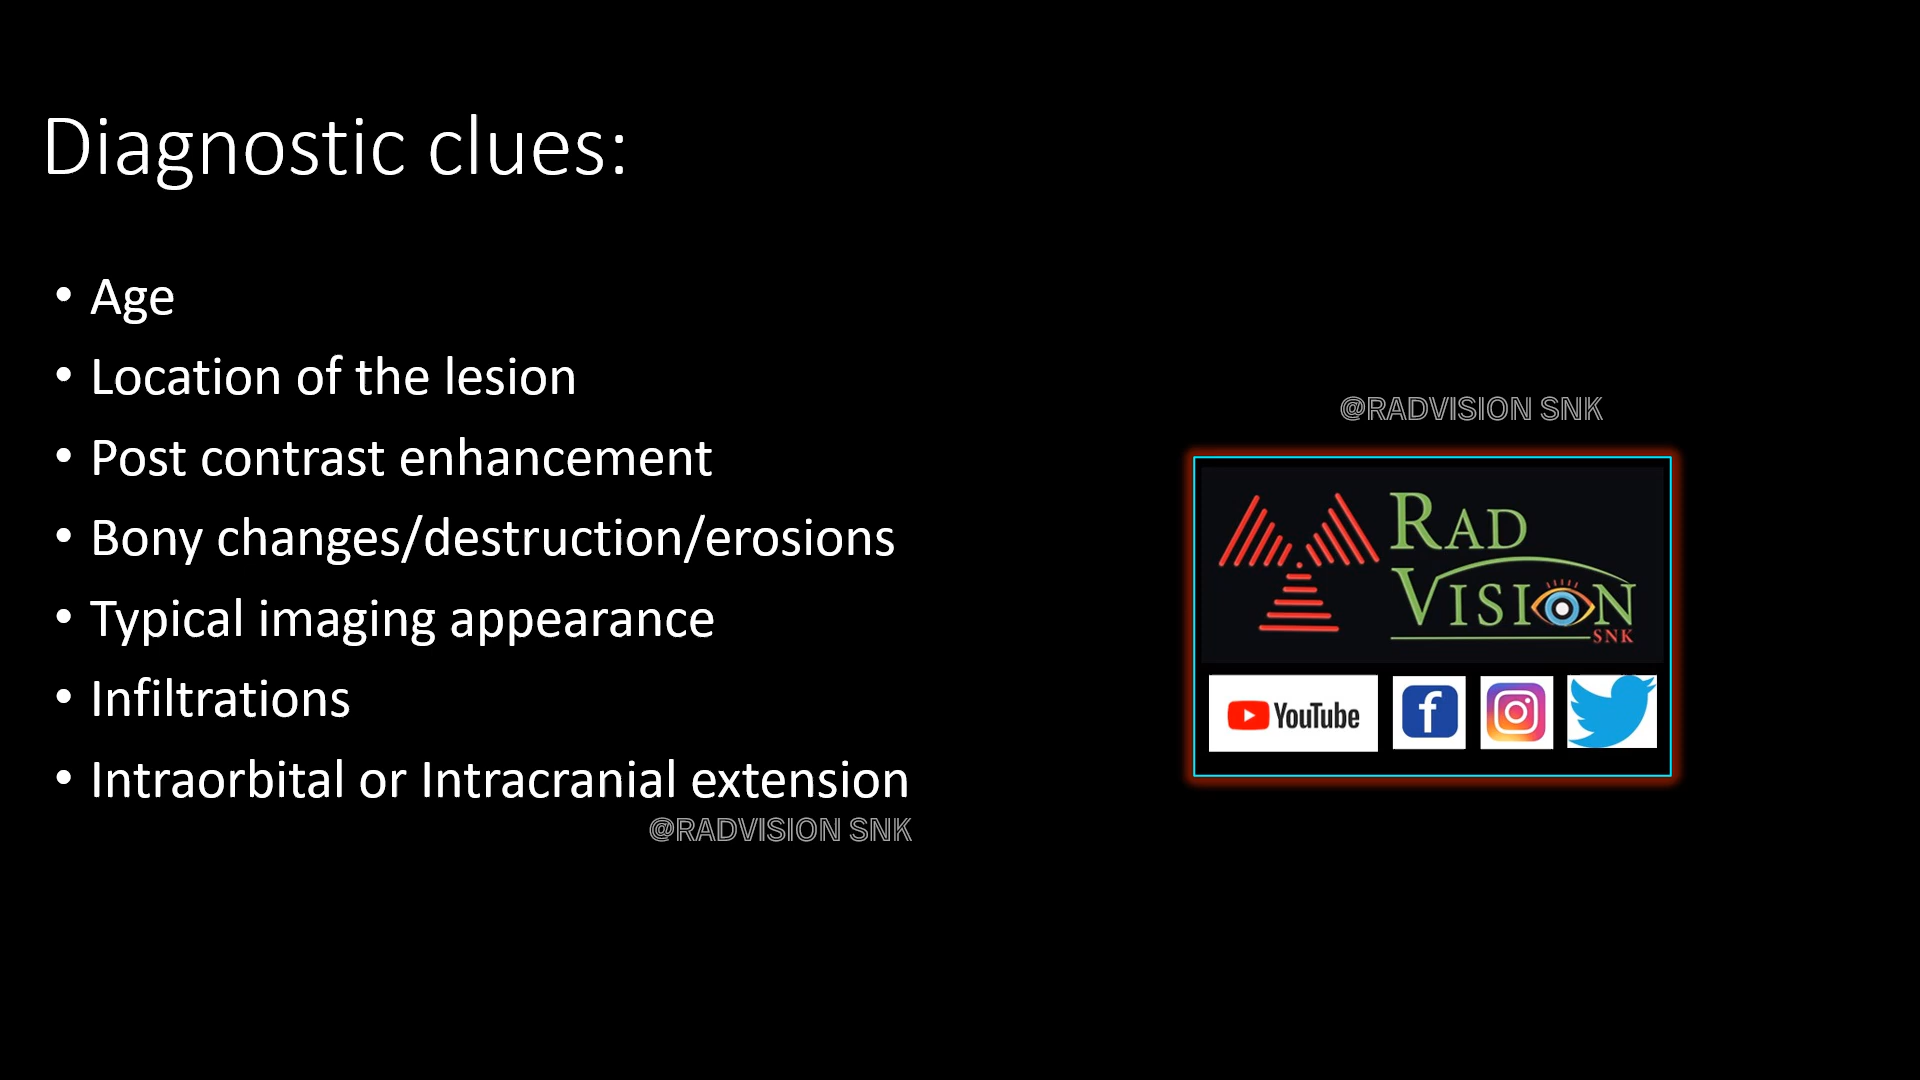 Diagnostic clues:
• Age
• Location of the lesion
• Post contrast enhancement
• Bony changes/destruction/erosions
• Typical imaging appearance
• Infiltrations
• Intraorbital or Intracranial extension
@RADVISION SNK
@RADVISION SNK
RAD
VISION
SNK
YouTube